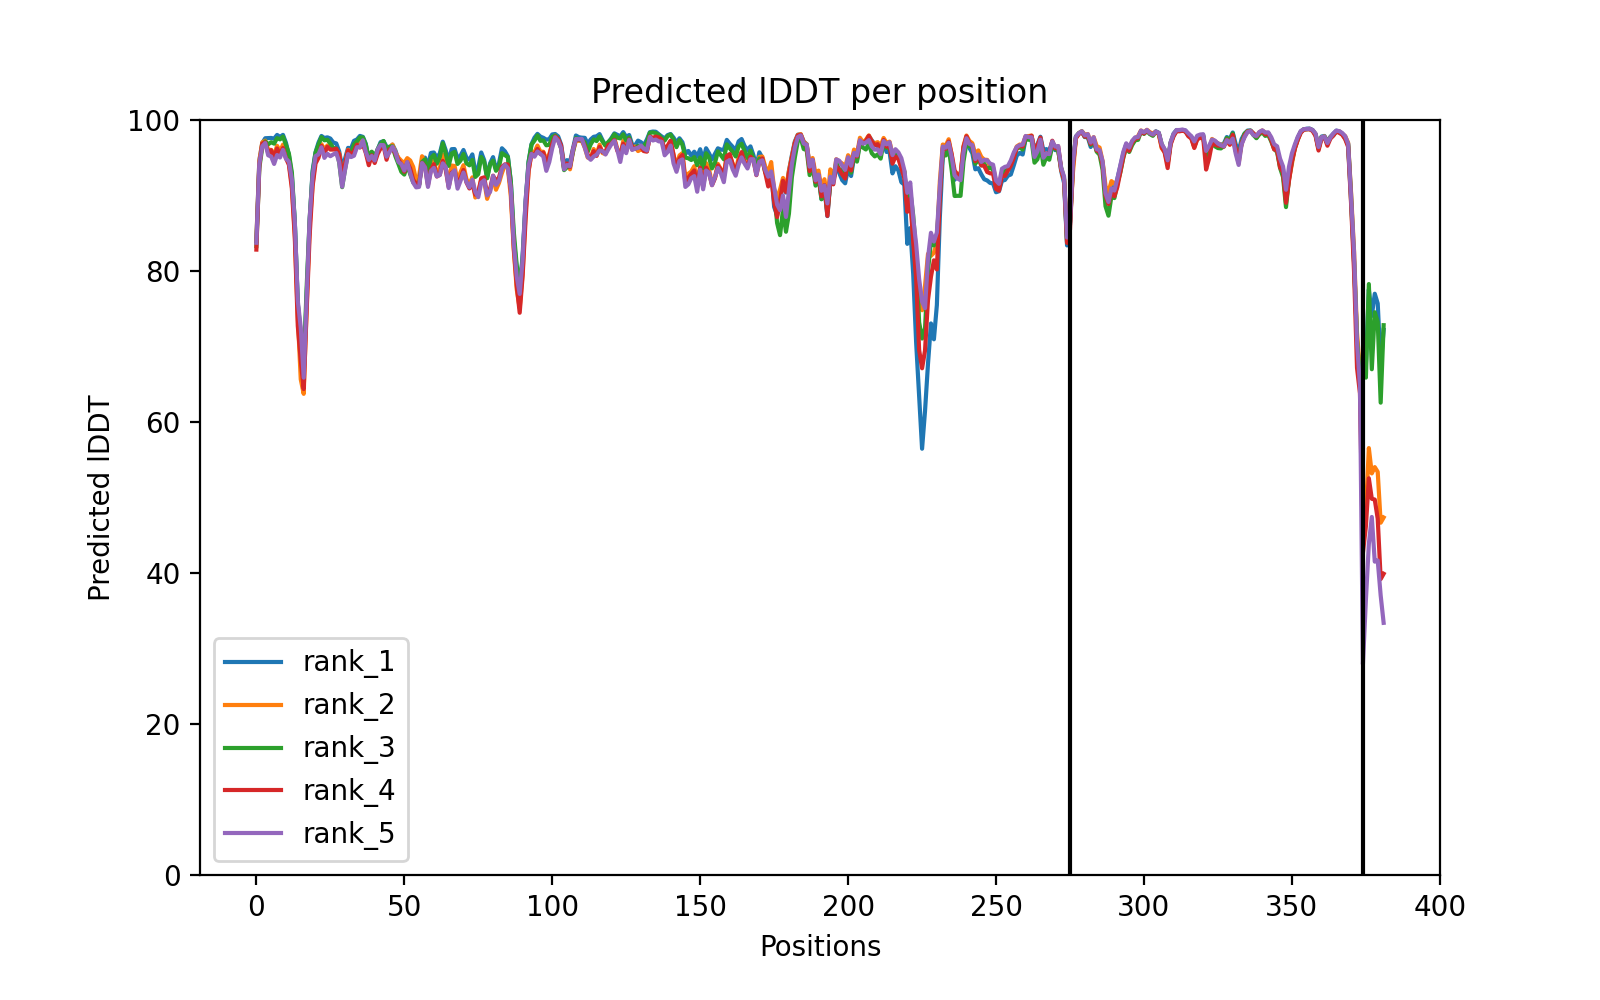 Predicted lDDT per position
100
80
60
40
20
0
Predicted lDDT
rank_1
rank_2
rank_3
rank_4
rank_5
0 50 100 150 200 250 300 350 400
Positions